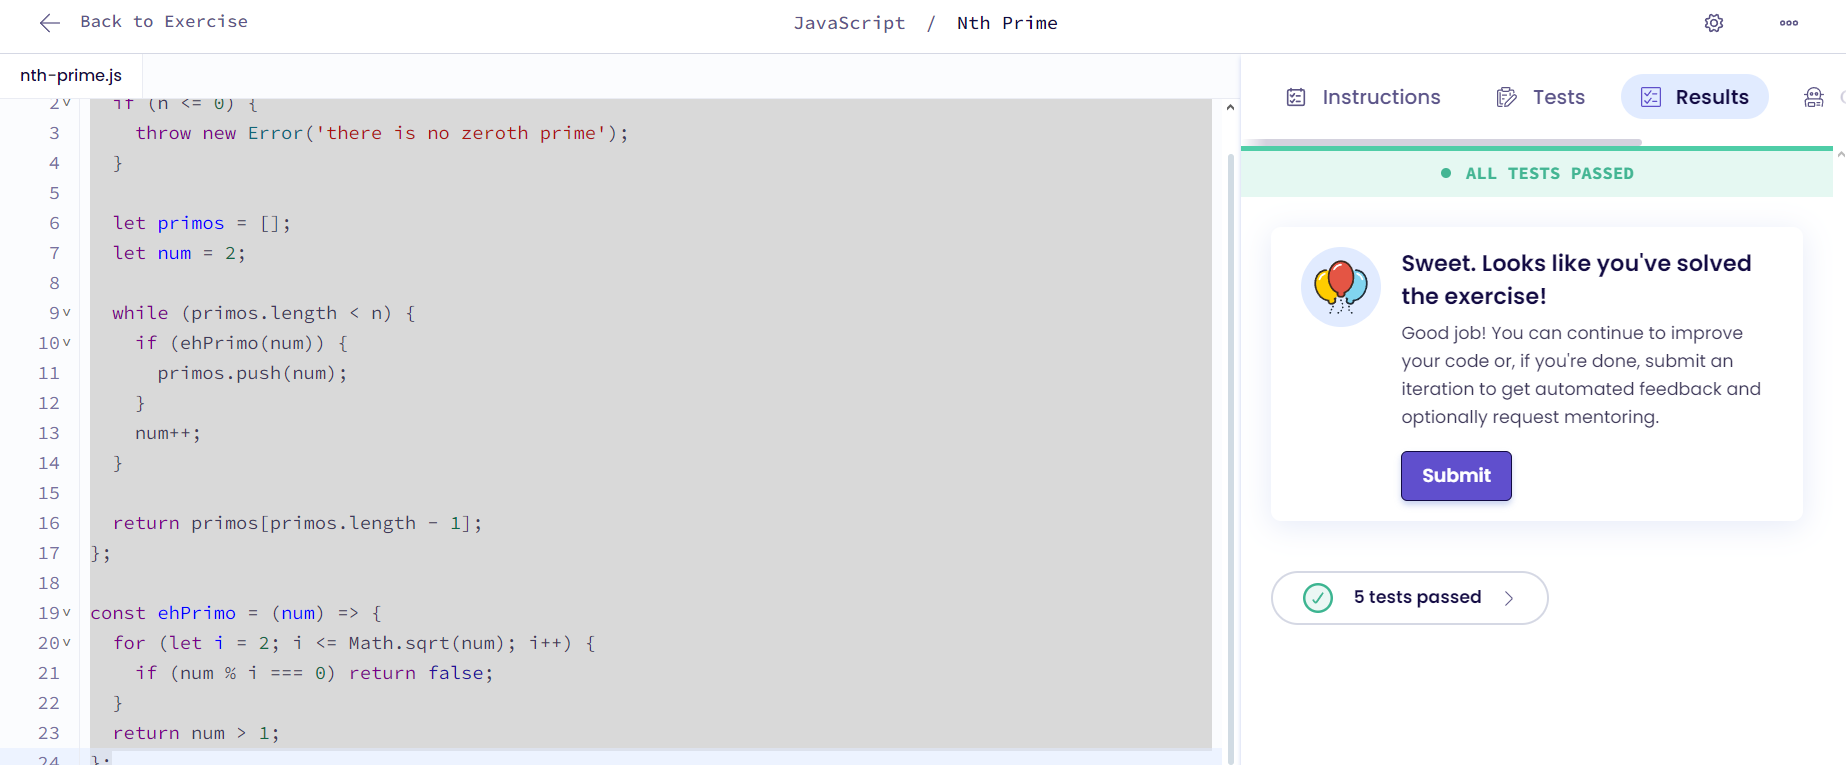 Back to Exercise
JavaScript / Nth Prime
nth-prime.js
2 if (n <= 0) {
3 throw new Error('there is no zeroth prime');
4 }
5
6 let primos = [];
7 let num = 2;
8
9 while (primos.length < n) {
10 if (ehPrimo(num)) {
11 primos.push(num);
12 }
13 num++;
14 }
15
16 return primos[primos.length - 1];
17 };
18
19 const ehPrimo = (num) => {
20 for (let i = 2; i <= Math.sqrt(num); i++) {
21 if (num % i === 0) return false;
22 }
23 return num > 1;
24 };
Instructions Tests Results
ALL TESTS PASSED
Sweet. Looks like you've solved
the exercise!
Good job! You can continue to improve
your code or, if you're done, submit an
iteration to get automated feedback and
optionally request mentoring.
Submit
5 tests passed